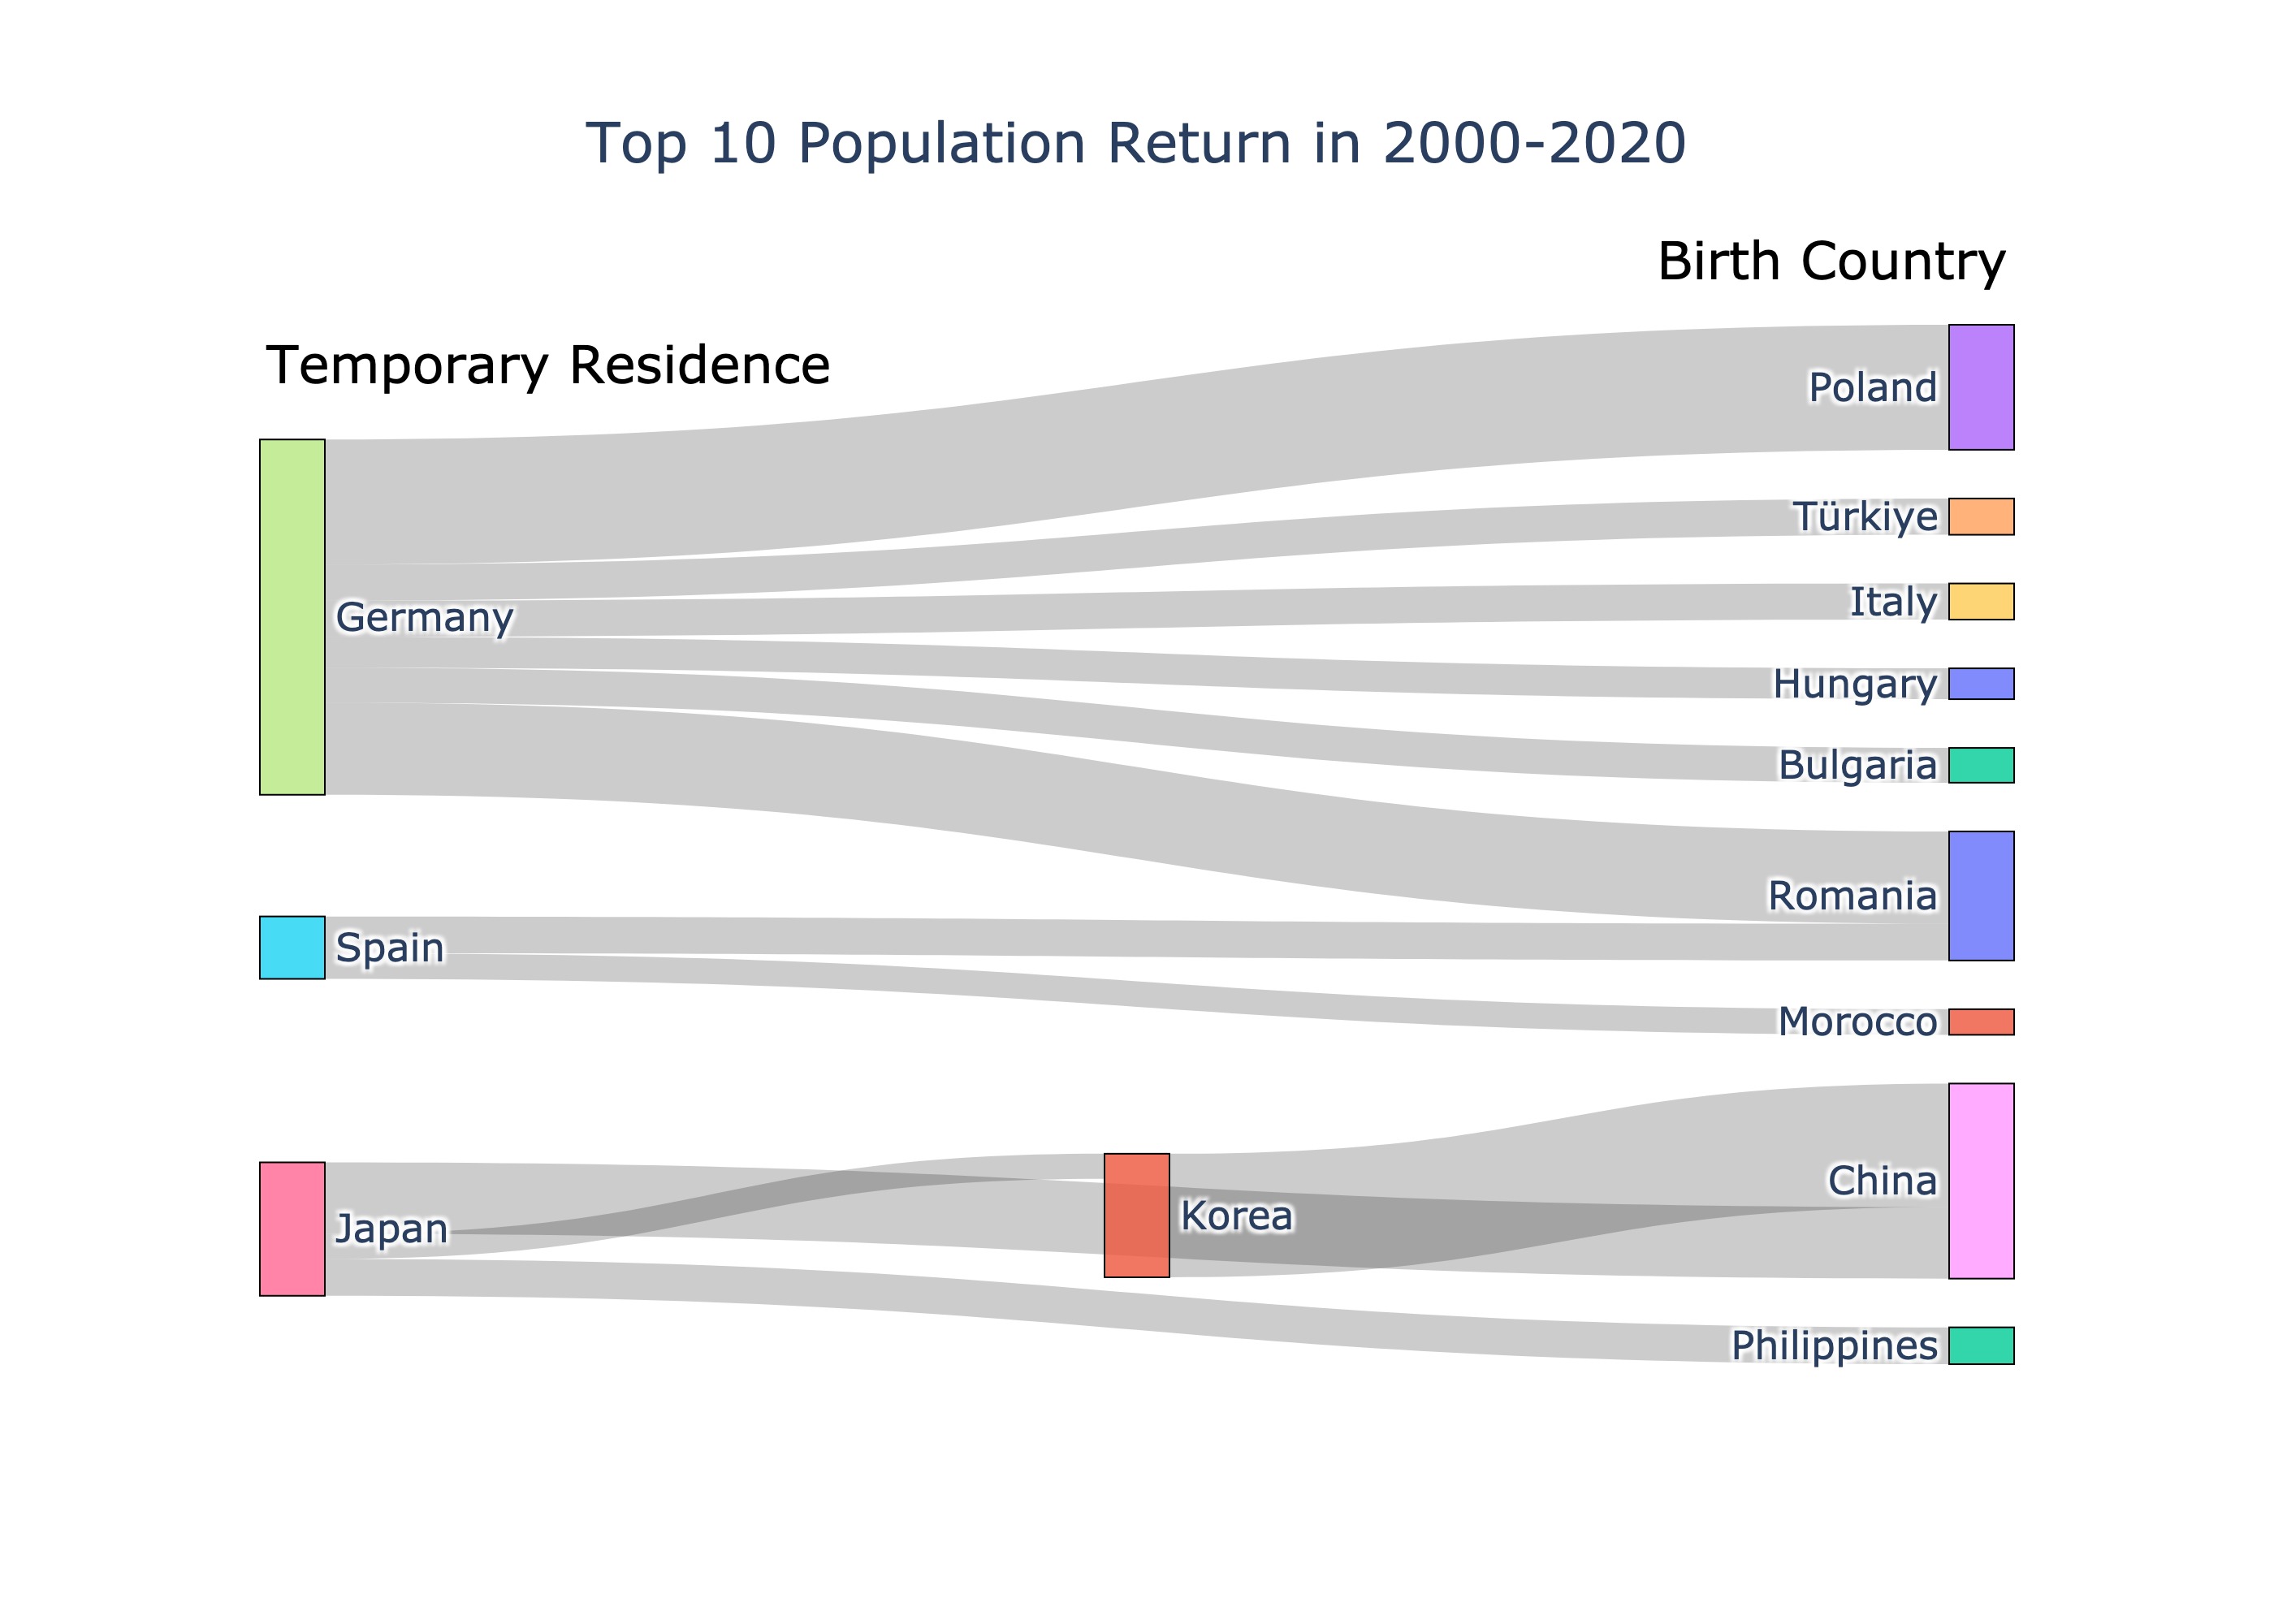 Top 10 Population Return in 2000-2020
Birth Country
Temporary Residence
Poland
Türkiye
Italy
Germany
Hungary
Bulgaria
Romania
Spain
Morocco
China
Korea
Japan
Philippines